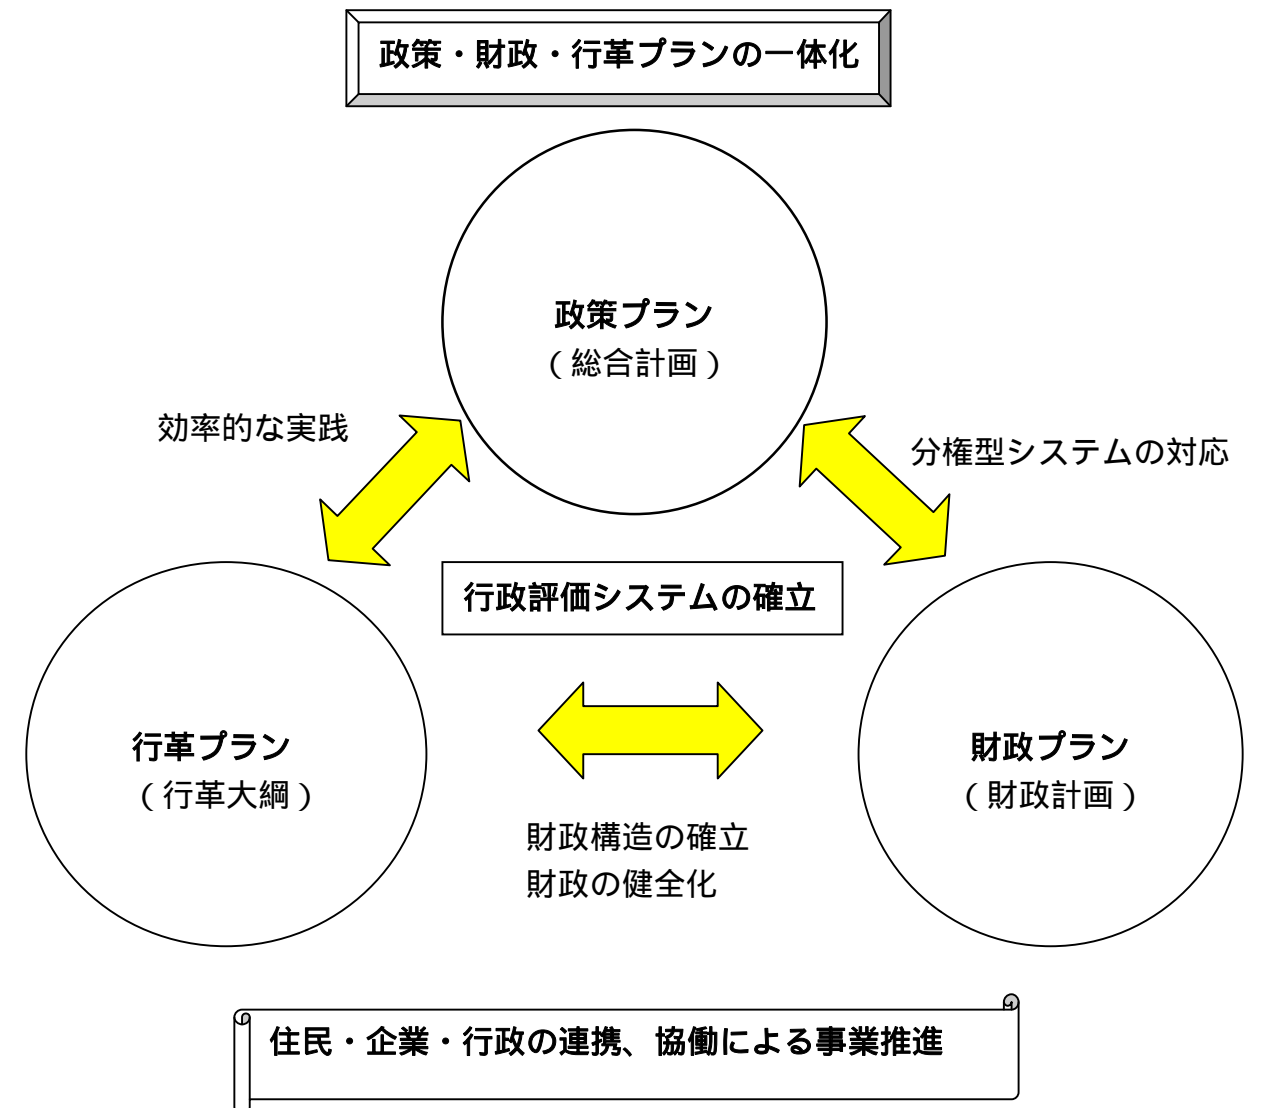 政策・財政・行革プランの一体化
政策プラン
（総合計画）
効率的な実践
分権型システムの対応
行政評価システムの確立
行革プラン
（行革大綱）
財政プラン
（財政計画）
財政構造の確立
財政の健全化
住民・企業・行政の連携、協働による事業推進